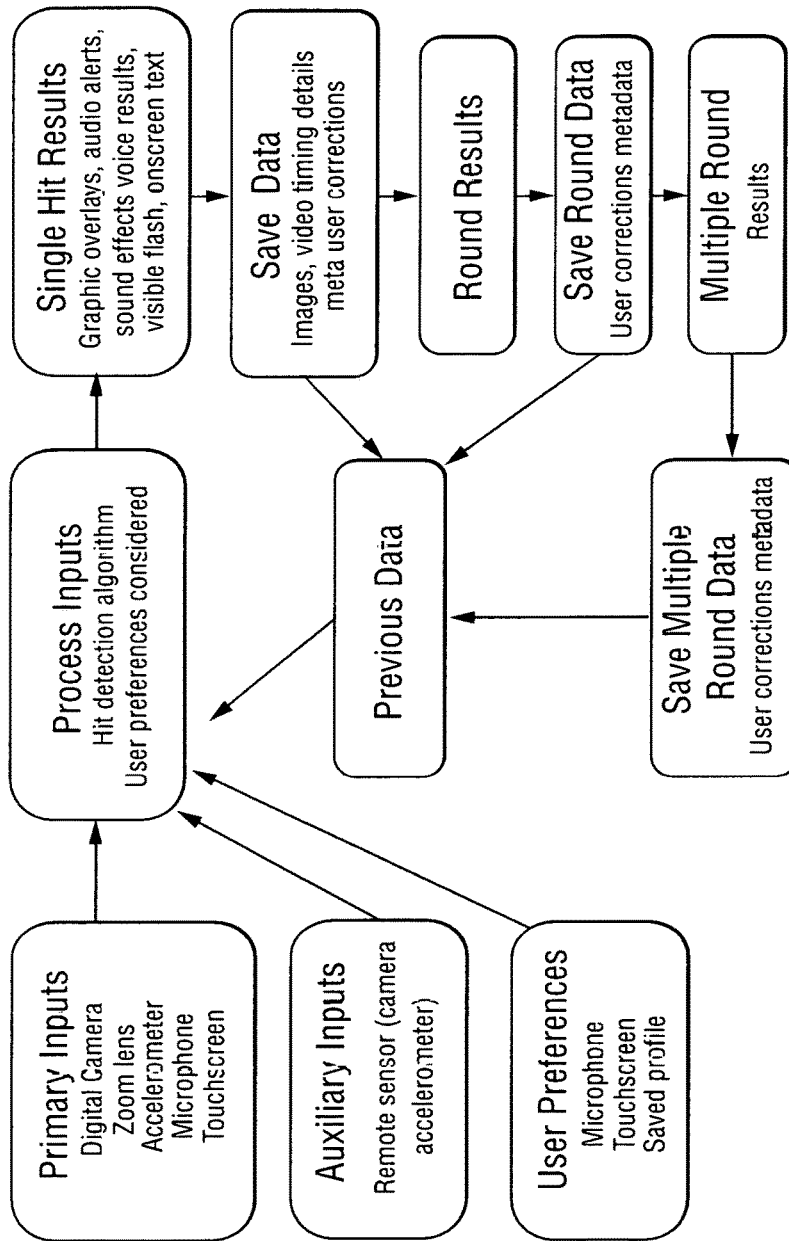 Primary Inputs
Digital Camera
Zoom lens
Accelerometer
Microphone
Touchscreen
Auxiliary Inputs
Remote sensor (camera
accelerometer)
User Preferences
Microphone
Touchscreen
Saved profile
Process Inputs
Hit detection algorithm
User preferences considered
Previous Data
Save Multiple
Round Data
User corrections metadata
Single Hit Results
Graphic overlays, audio alerts,
sound effects voice results,
visible flash, onscreen text
Save Data
Images, video timing details
meta user corrections
Round Results
Save Round Data
User corrections metadata
Multiple Round
Results